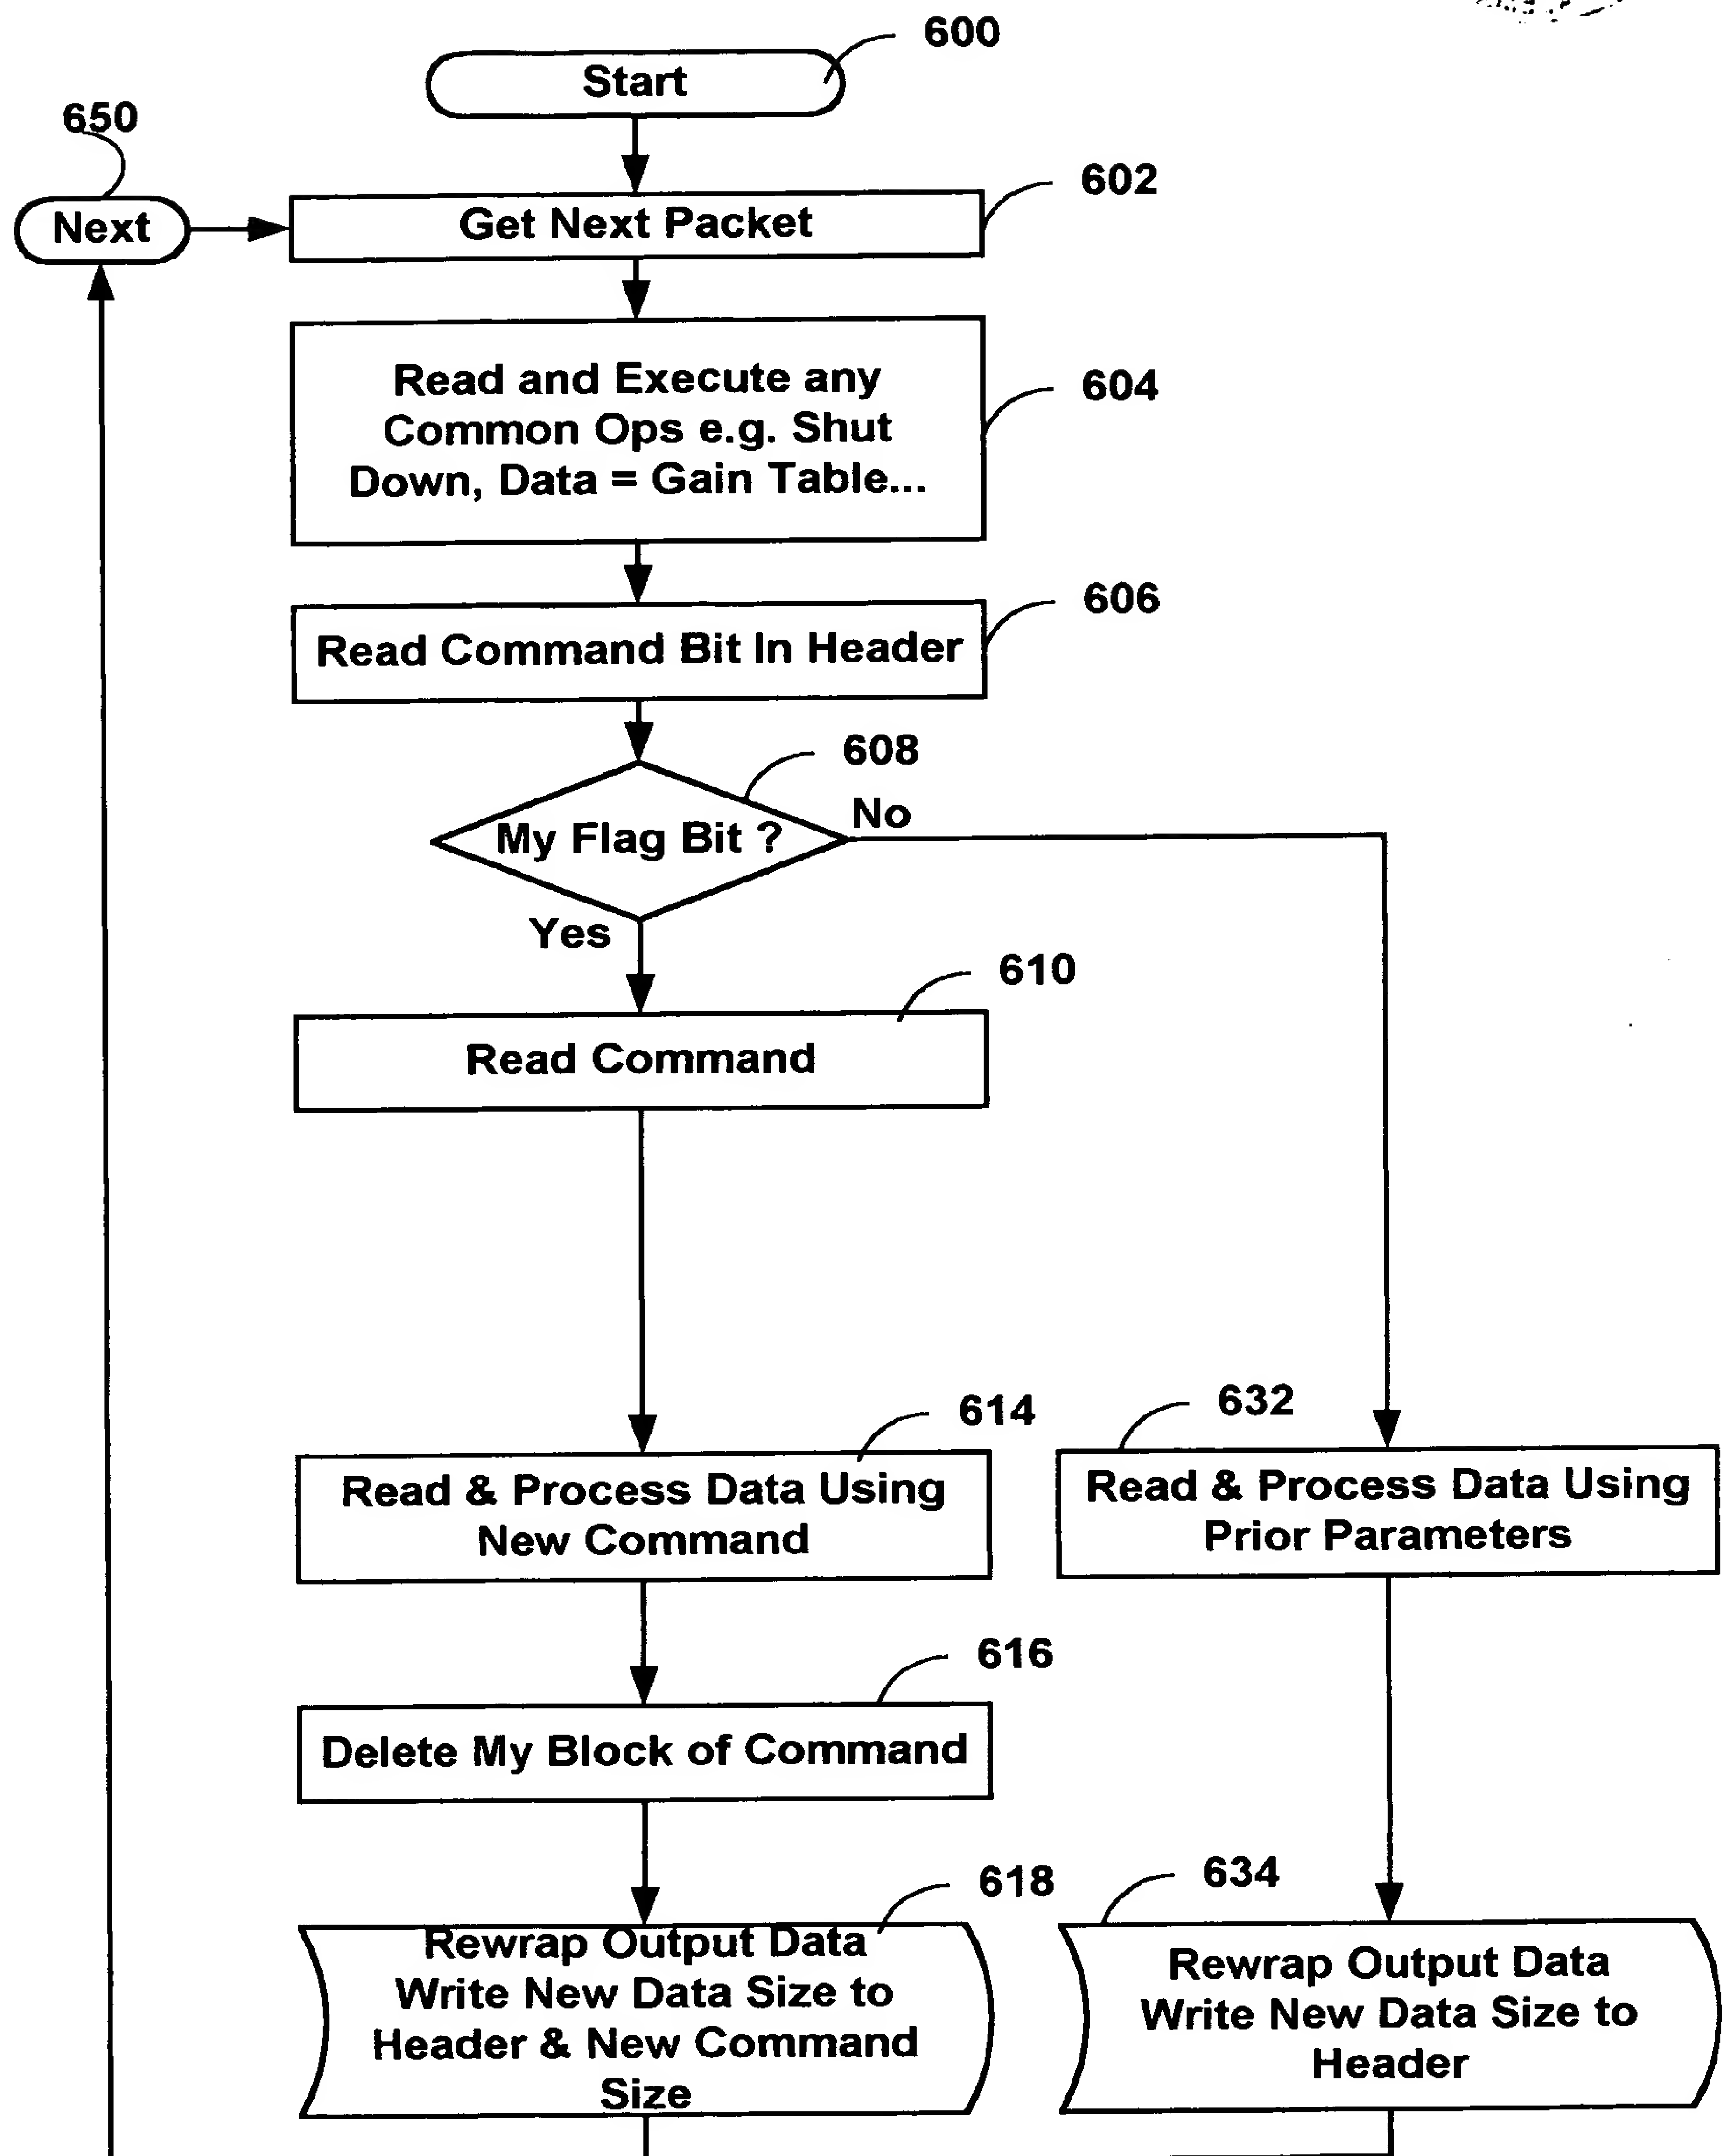 600
Start
650
602
Next
Get Next Packet
Read and Execute any
Common Ops e.g. Shut
Down, Data = Gain Table...
604
606
Read Command Bit In Header
608
My Flag Bit ?
No
Yes
610
Read Command
614
632
Read & Process Data Using
New Command
Read & Process Data Using
Prior Parameters
616
Delete My Block of Command
618
634
Rewrap Output Data
Write New Data Size to
Header & New Command
Size
Rewrap Output Data
Write New Data Size to
Header